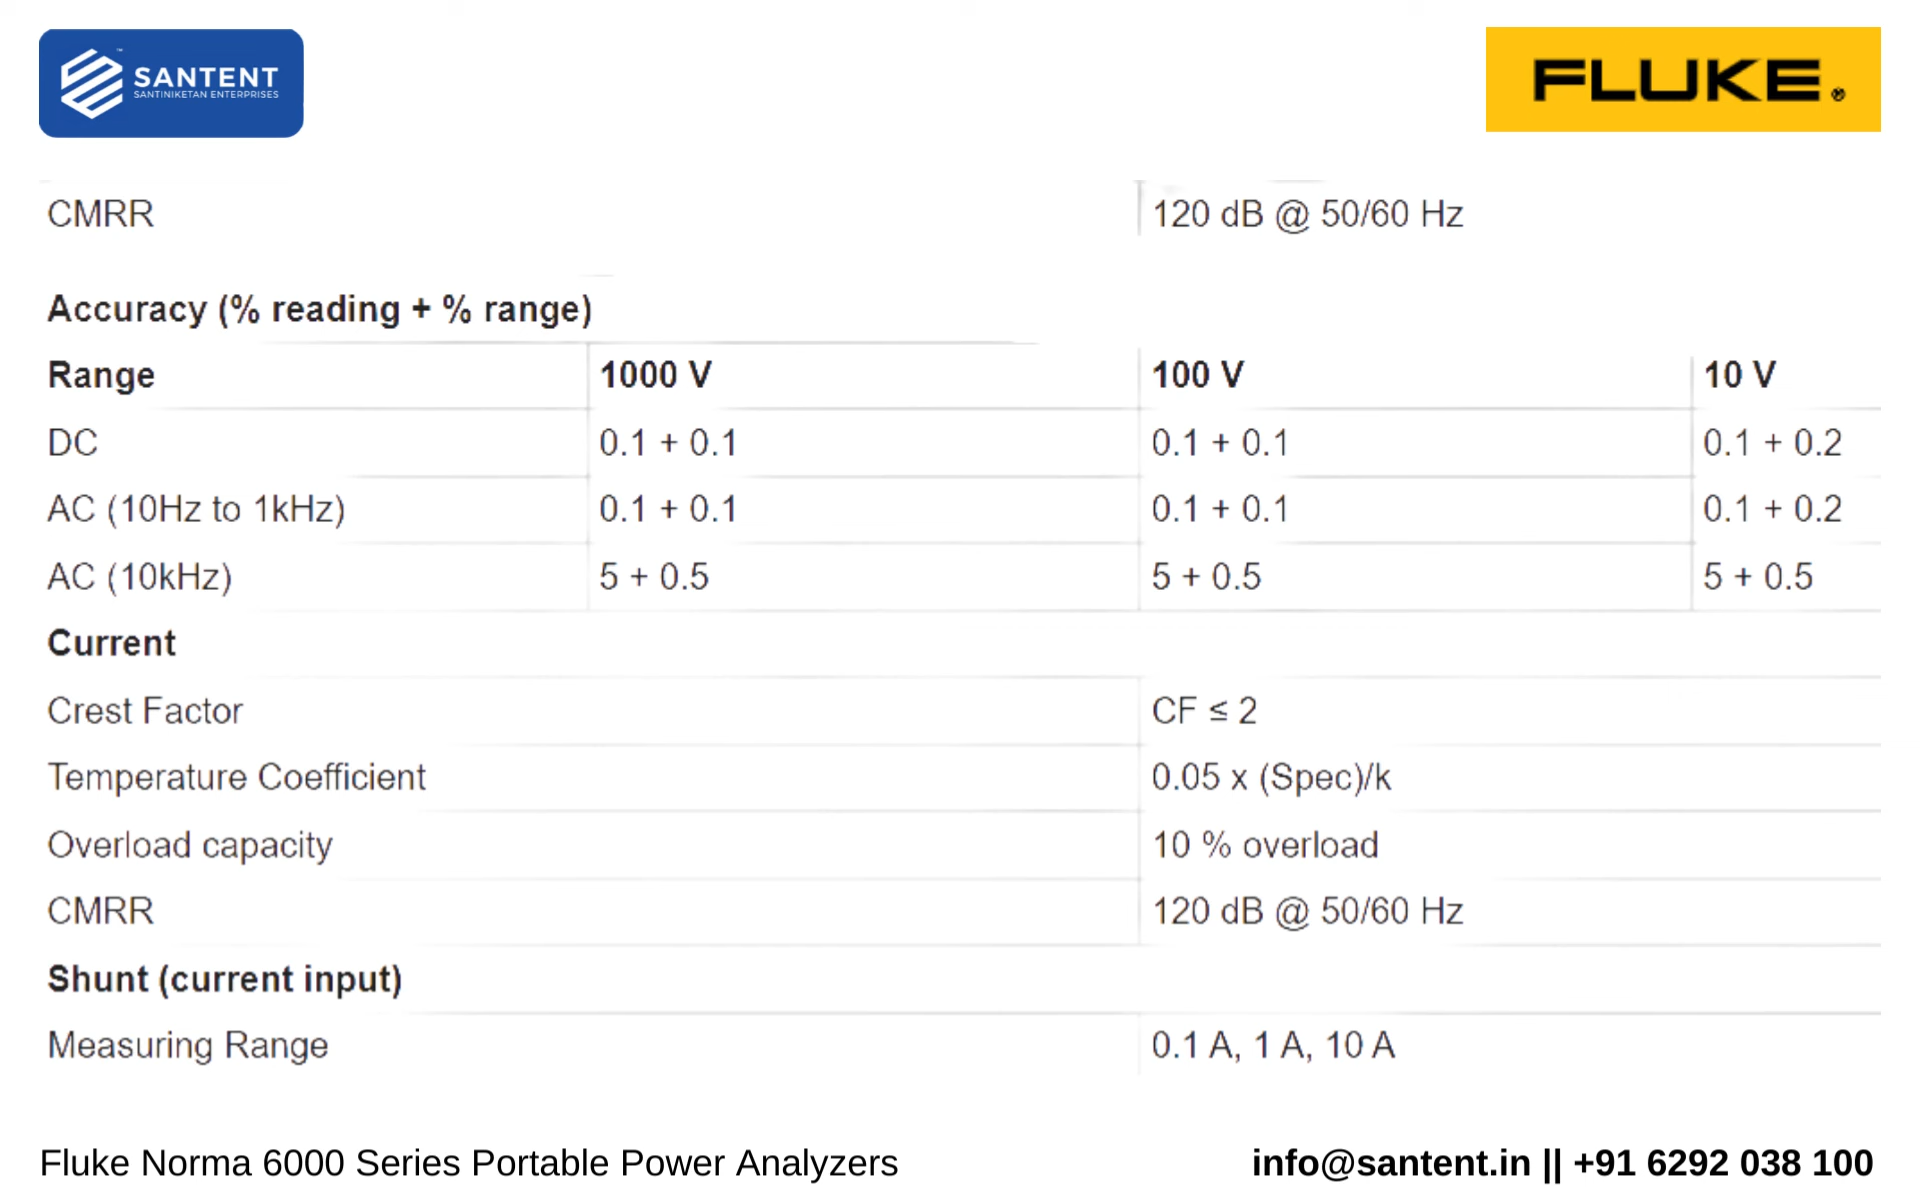 SANTENT
SANTINIKETAN ENTERPRISES
FLUKE®
CMRR 120 dB @ 50/60 Hz
Accuracy (% reading + % range)
Range 1000 V 100 V 10 V
DC 0.1 + 0.1 0.1 + 0.1 0.1 + 0.2
AC (10Hz to 1kHz) 0.1 + 0.1 0.1 + 0.1 0.1 + 0.2
AC (10kHz) 5 + 0.5 5 + 0.5 5 + 0.5
Current
Crest Factor CF ≤ 2
Temperature Coefficient 0.05 x (Spec)/k
Overload capacity 10 % overload
CMRR 120 dB @ 50/60 Hz
Shunt (current input)
Measuring Range 0.1 A, 1 A, 10 A
Fluke Norma 6000 Series Portable Power Analyzers info@santent.in || +91 6292 038 100